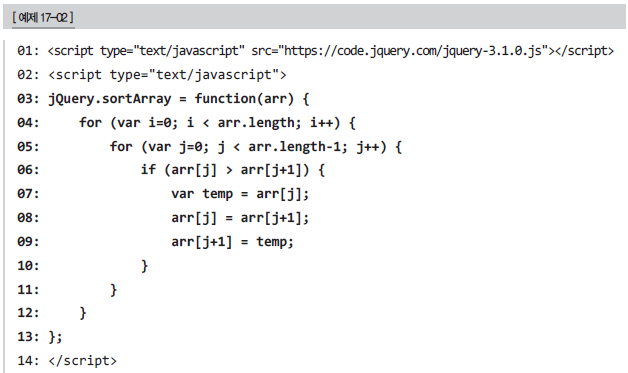 [ 예제 17-02 ]
01: <script type="text/javascript" src="https://code.jquery.com/jquery-3.1.0.js"></script>
02: <script type="text/javascript">
03: jQuery.sortArray = function(arr) {
04:     for (var i=0; i < arr.length; i++) {
05:         for (var j=0; j < arr.length-1; j++) {
06:             if (arr[j] > arr[j+1]) {
07:                 var temp = arr[j];
08:                 arr[j] = arr[j+1];
09:                 arr[j+1] = temp;
10:             }
11:         }
12:     }
13: };
14: </script>